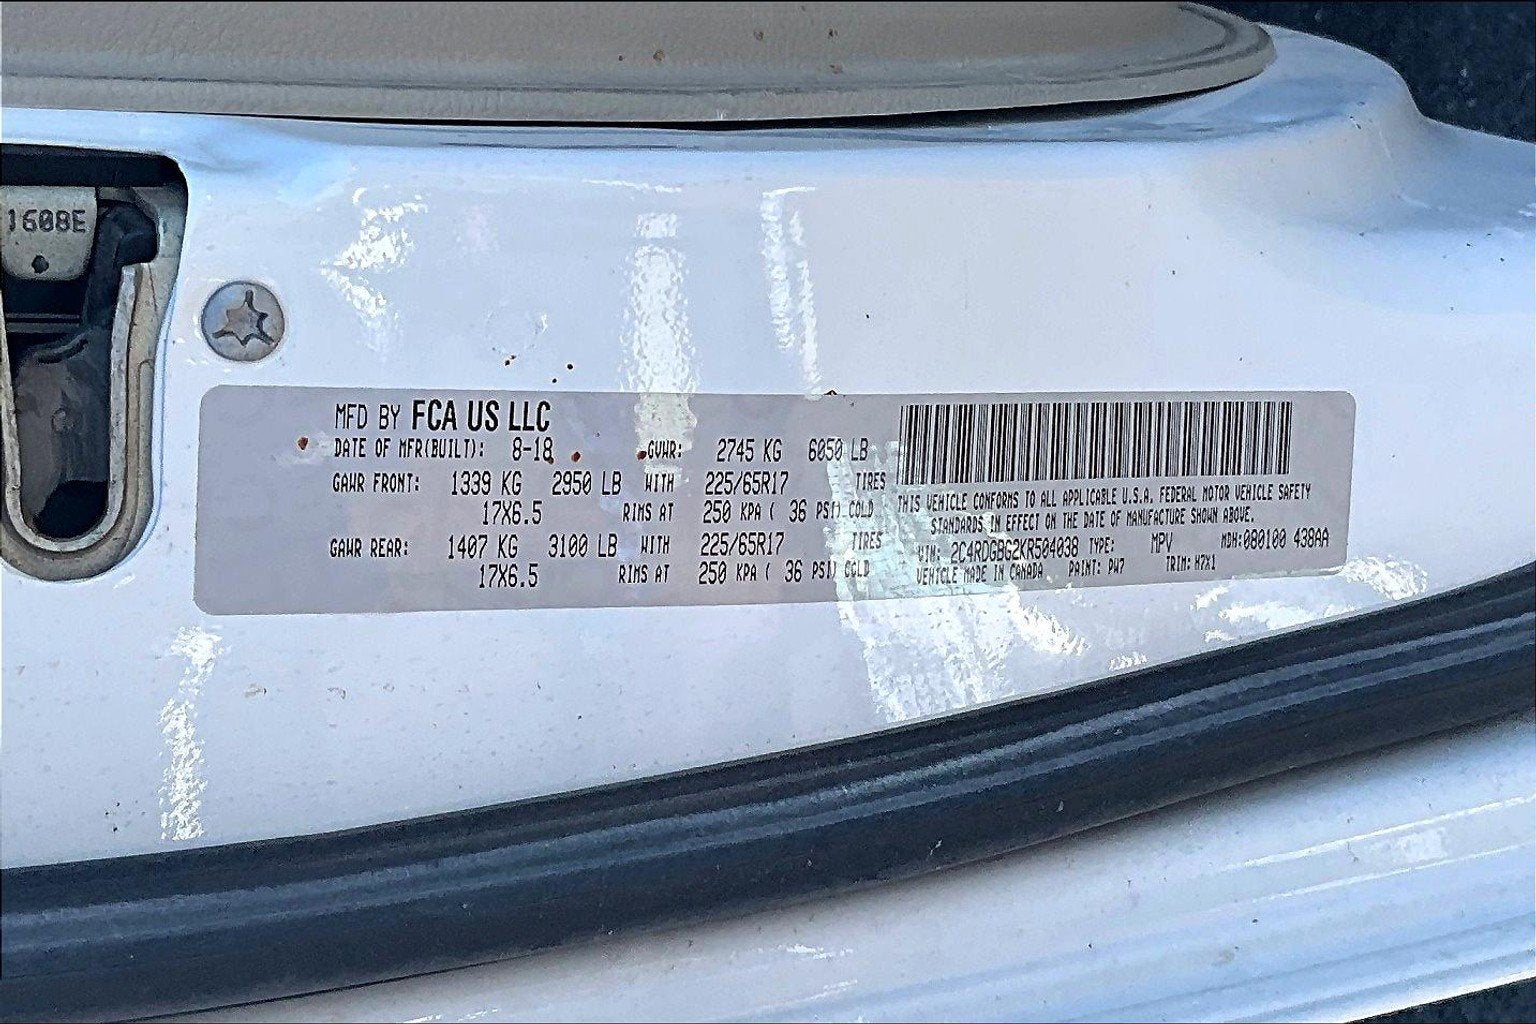 1608E
MFD BY FCA US LLC
DATE OF MFR(BUILT): 8-18 GVWR: 2745 KG 6050 LB
GAWR FRONT: 1339 KG 2950 LB WITH 225/65R17 TIRES
17X6.5 RIMS AT 250 KPA ( 36 PSI) COLD
GAWR REAR: 1407 KG 3100 LB WITH 225/65R17 TIRES
17X6.5 RIMS AT 250 KPA ( 36 PSI) COLD
THIS VEHICLE CONFORMS TO ALL APPLICABLE U.S.A. FEDERAL MOTOR VEHICLE SAFETY
STANDARDS IN EFFECT ON THE DATE OF MANUFACTURE SHOWN ABOVE.
VIN: 2C4RDGBG2KR504038 TYPE: MPV MDH:080100 438AA
VEHICLE MADE IN CANADA PAINT: PW7 TRIM: H7X1